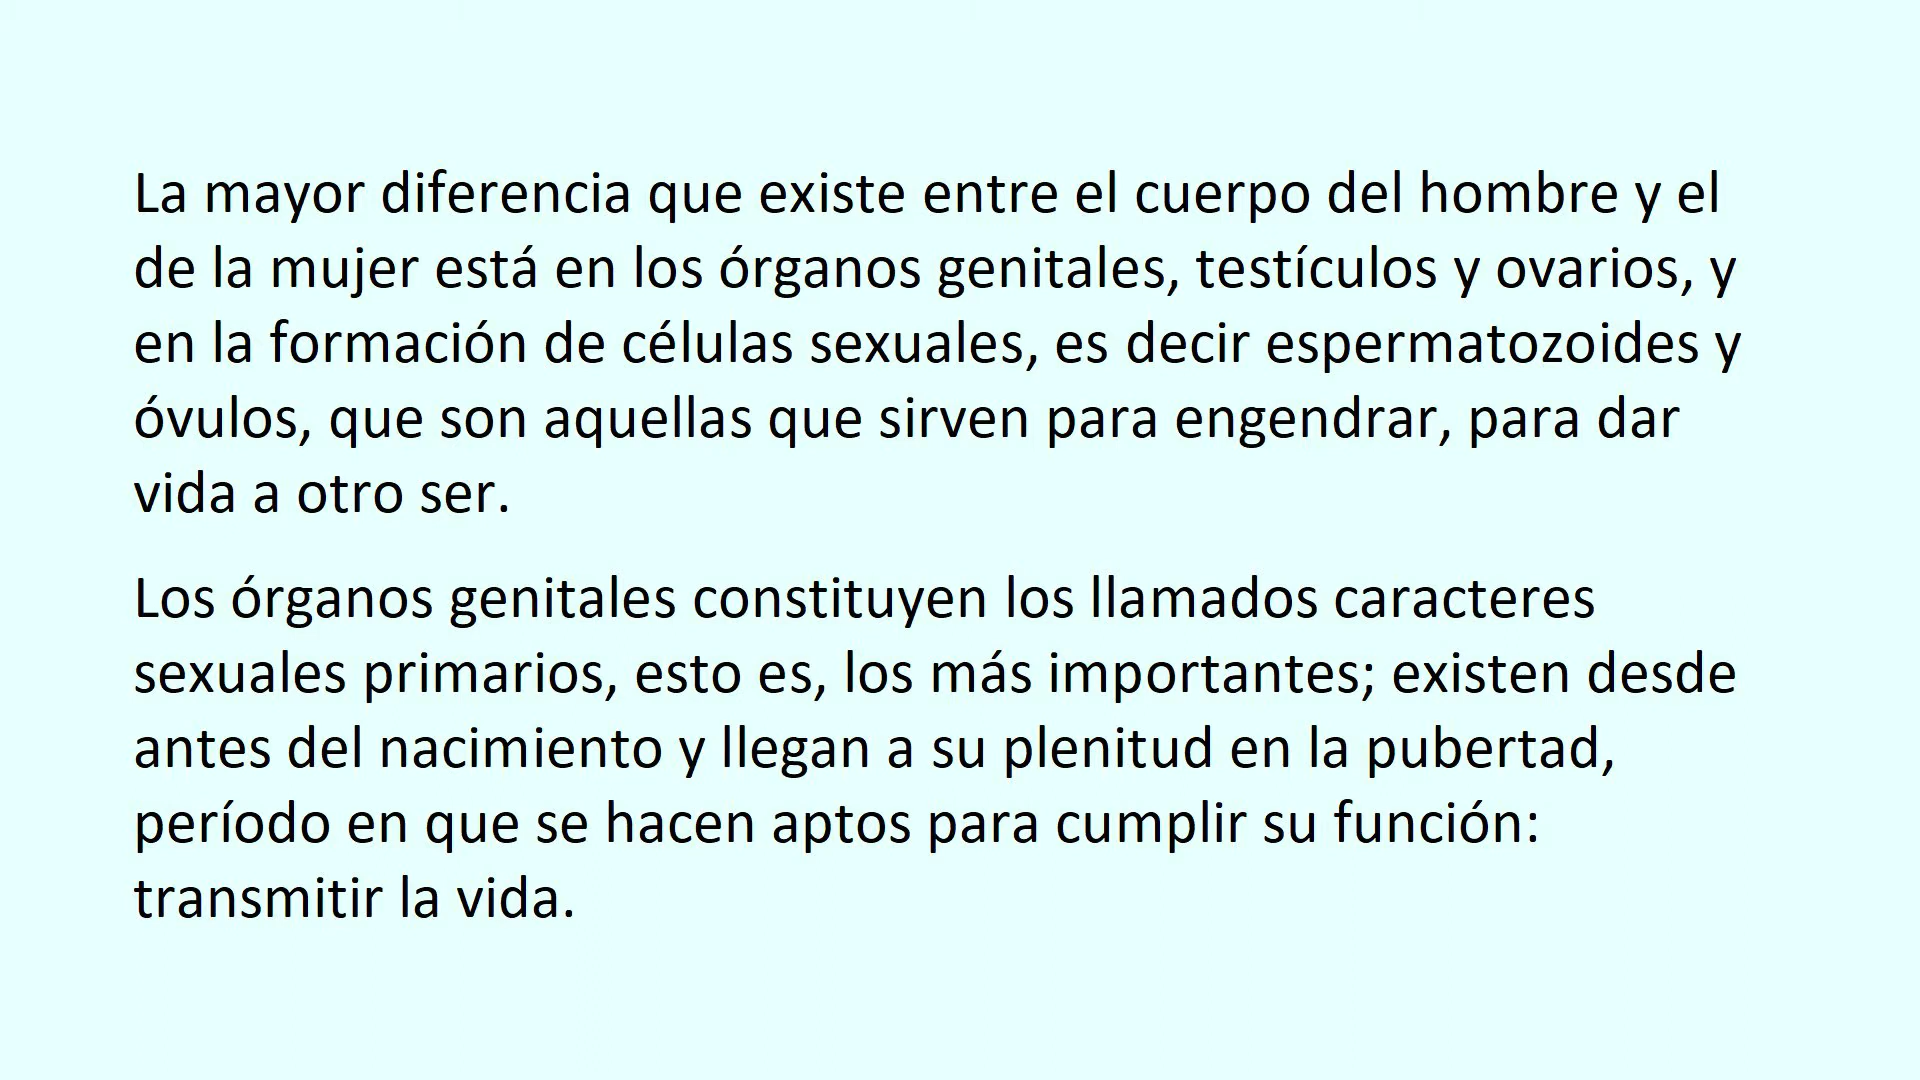 La mayor diferencia que existe entre el cuerpo del hombre y el
de la mujer está en los órganos genitales, testículos y ovarios, y
en la formación de células sexuales, es decir espermatozoides y
óvulos, que son aquellas que sirven para engendrar, para dar
vida a otro ser.
Los órganos genitales constituyen los llamados caracteres
sexuales primarios, esto es, los más importantes; existen desde
antes del nacimiento y llegan a su plenitud en la pubertad,
período en que se hacen aptos para cumplir su función:
transmitir la vida.